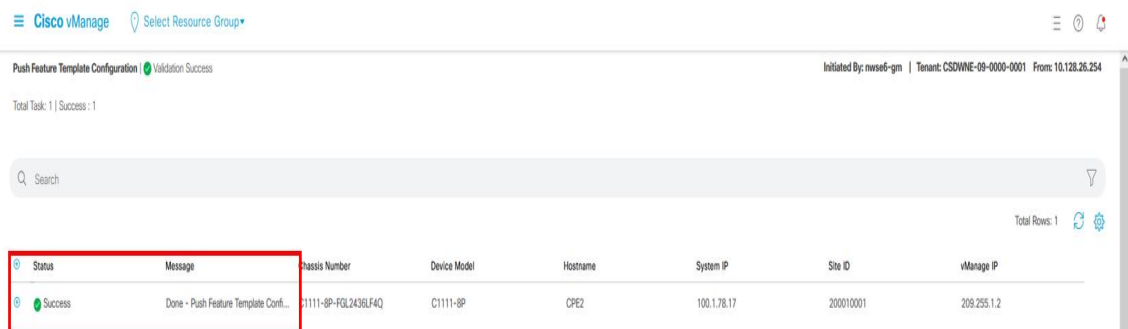 Cisco vManage Select Resource Group▾
Push Feature Template Configuration | Validation Success Initiated By: nwse6-gm | Tenant: CSDWNE-09-0000-0001 From: 10.128.26.254
Total Task: 1 | Success : 1
Search
Total Rows: 1
Status Message Chassis Number Device Model Hostname System IP Site ID vManage IP
Success Done - Push Feature Template Confi... C1111-8P-FGL2436LF4Q C1111-8P CPE2 100.1.78.17 200010001 209.255.1.2